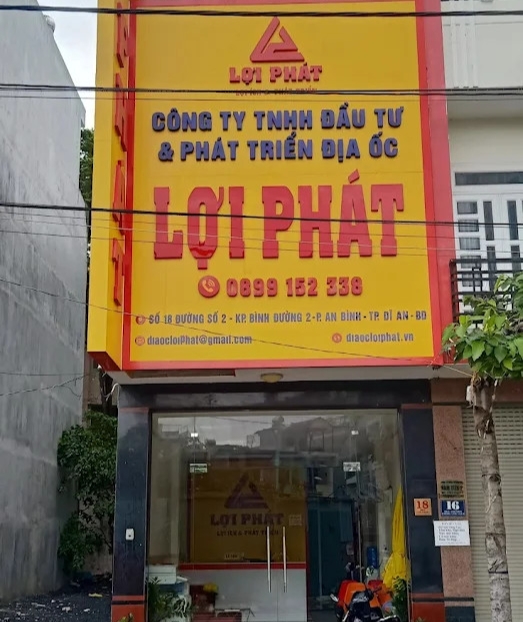 LỢI PHÁT
CÔNG TY TNHH ĐẦU TƯ
& PHÁT TRIỂN ĐỊA ỐC
LỢI PHÁT
0899 152 338
SỐ 18 ĐƯỜNG SỐ 2 - KP. BÌNH ĐƯỜNG 2-P. AN BÌNH - TP. DĨ AN - BD
diaocloiphat@gmail.com
diaocloiphat.vn
LỢI PHÁT
18
16